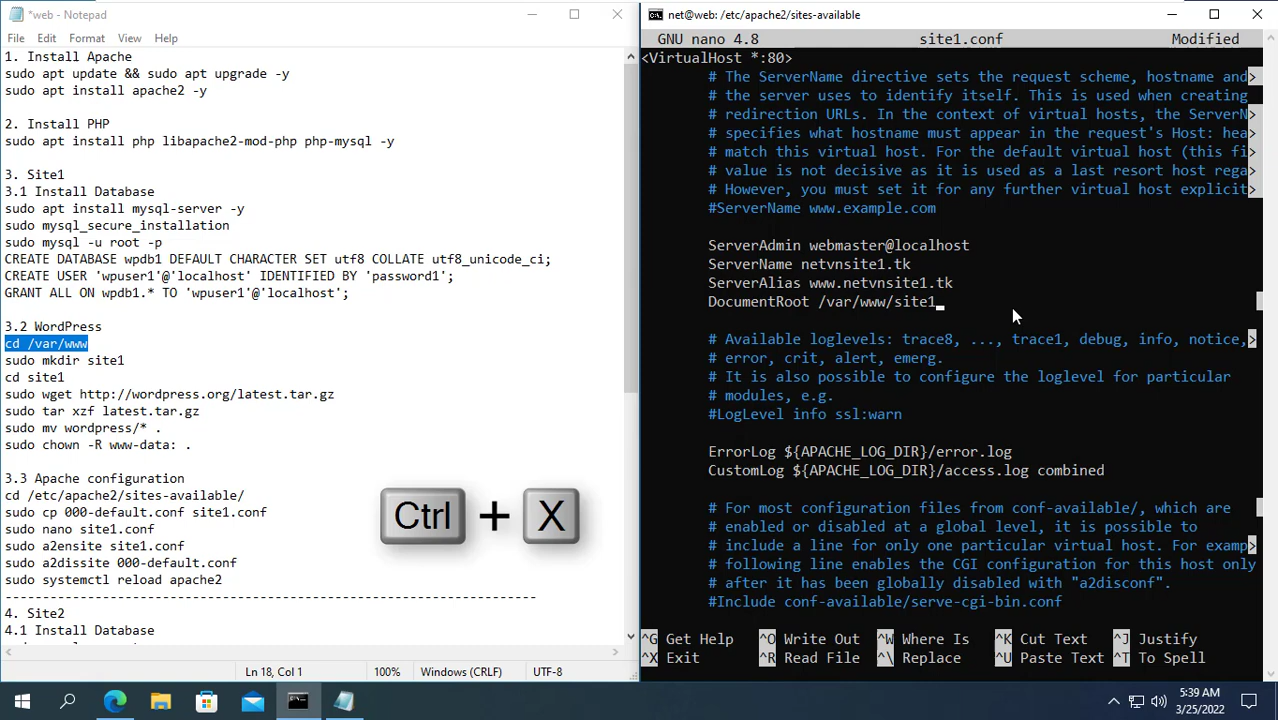 *web - Notepad
File Edit Format View Help
1. Install Apache
sudo apt update && sudo apt upgrade -y
sudo apt install apache2 -y
2. Install PHP
sudo apt install php libapache2-mod-php php-mysql -y
3. Site1
3.1 Install Database
sudo apt install mysql-server -y
sudo mysql_secure_installation
sudo mysql -u root -p
CREATE DATABASE wpdb1 DEFAULT CHARACTER SET utf8 COLLATE utf8_unicode_ci;
CREATE USER 'wpuser1'@'localhost' IDENTIFIED BY 'password1';
GRANT ALL ON wpdb1.* TO 'wpuser1'@'localhost';
3.2 WordPress
cd /var/www
sudo mkdir site1
cd site1
sudo wget http://wordpress.org/latest.tar.gz
sudo tar xzf latest.tar.gz
sudo mv wordpress/* .
sudo chown -R www-data: .
3.3 Apache configuration
cd /etc/apache2/sites-available/
sudo cp 000-default.conf site1.conf
sudo nano site1.conf
sudo a2ensite site1.conf
sudo a2dissite 000-default.conf
sudo systemctl reload apache2
--------------------------------------------------------------------------------
4. Site2
4.1 Install Database
Ln 18, Col 1 100% Windows (CRLF) UTF-8
Ctrl + X
net@web: /etc/apache2/sites-available
GNU nano 4.8 site1.conf Modified
<VirtualHost *:80>
# The ServerName directive sets the request scheme, hostname and>
# the server uses to identify itself. This is used when creating
# redirection URLs. In the context of virtual hosts, the ServerN
# specifies what hostname must appear in the request's Host: hea>
# match this virtual host. For the default virtual host (this fi>
# value is not decisive as it is used as a last resort host rega>
# However, you must set it for any further virtual host explicit>
#ServerName www.example.com
ServerAdmin webmaster@localhost
ServerName netvnsite1.tk
ServerAlias www.netvnsite1.tk
DocumentRoot /var/www/site1
# Available loglevels: trace8, ..., trace1, debug, info, notice,>
# error, crit, alert, emerg.
# It is also possible to configure the loglevel for particular
# modules, e.g.
#LogLevel info ssl:warn
ErrorLog ${APACHE_LOG_DIR}/error.log
CustomLog ${APACHE_LOG_DIR}/access.log combined
# For most configuration files from conf-available/, which are
# enabled or disabled at a global level, it is possible to
# include a line for only one particular virtual host. For examp>
# following line enables the CGI configuration for this host only
# after it has been globally disabled with "a2disconf".
#Include conf-available/serve-cgi-bin.conf
^G Get Help ^O Write Out ^W Where Is ^K Cut Text ^J Justify
^X Exit ^R Read File ^\ Replace ^U Paste Text ^T To Spell
5:39 AM
3/25/2022